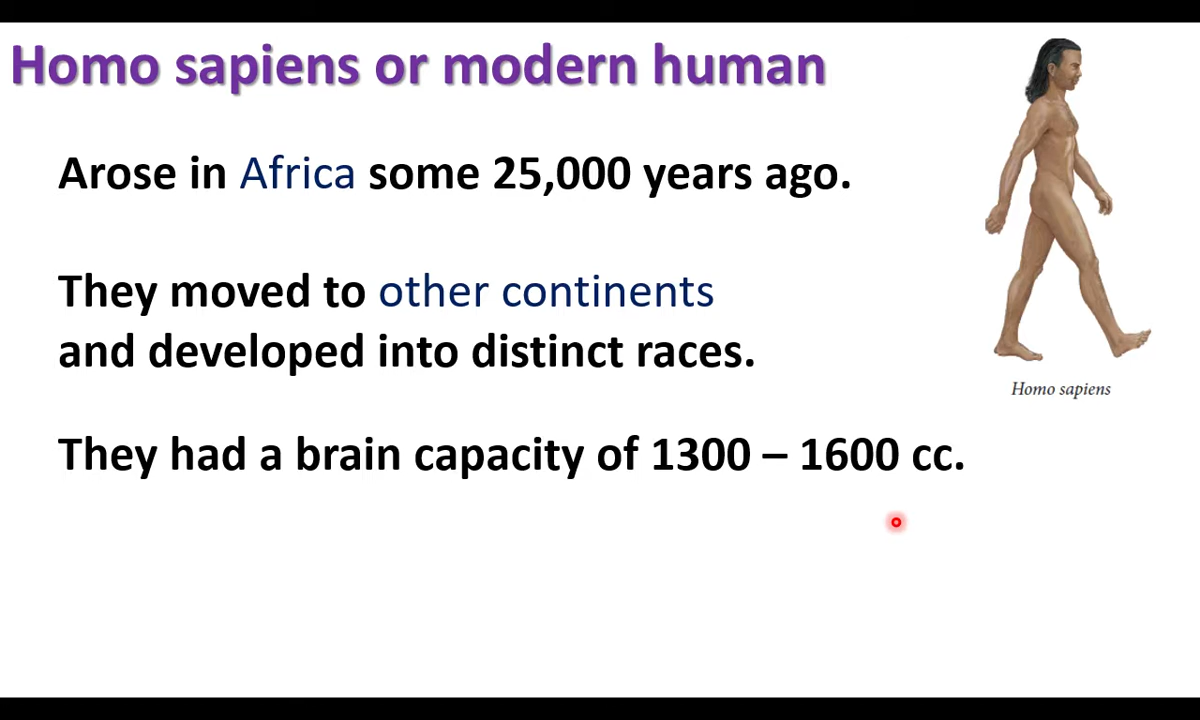 Homo sapiens or modern human
Arose in Africa some 25,000 years ago.
They moved to other continents
and developed into distinct races.
Homo sapiens
They had a brain capacity of 1300 – 1600 cc.